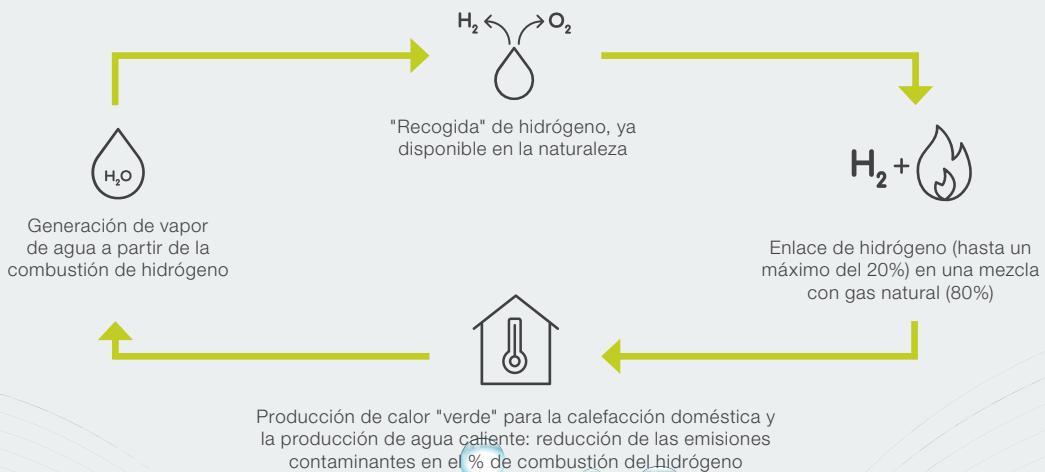 H₂ O₂
"Recogida" de hidrógeno, ya
disponible en la naturaleza
H₂ +
Enlace de hidrógeno (hasta un
máximo del 20%) en una mezcla
con gas natural (80%)
Producción de calor "verde" para la calefacción doméstica y
la producción de agua caliente: reducción de las emisiones
contaminantes en el % de combustión del hidrógeno
H₂O
Generación de vapor
de agua a partir de la
combustión de hidrógeno